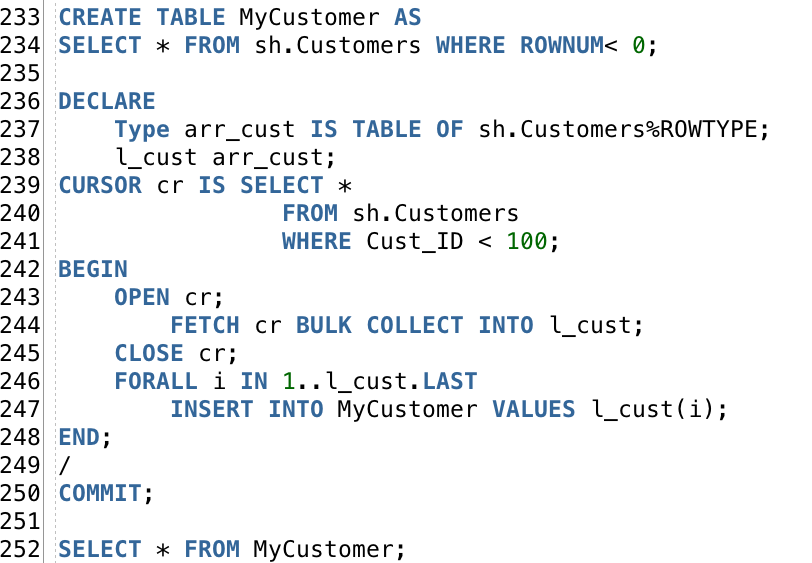 233 CREATE TABLE MyCustomer AS
234 SELECT * FROM sh.Customers WHERE ROWNUM< 0;
235
236 DECLARE
237     Type arr_cust IS TABLE OF sh.Customers%ROWTYPE;
238     l_cust arr_cust;
239 CURSOR cr IS SELECT *
240                 FROM sh.Customers
241                 WHERE Cust_ID < 100;
242 BEGIN
243     OPEN cr;
244         FETCH cr BULK COLLECT INTO l_cust;
245     CLOSE cr;
246     FORALL i IN 1..l_cust.LAST
247         INSERT INTO MyCustomer VALUES l_cust(i);
248 END;
249 /
250 COMMIT;
251
252 SELECT * FROM MyCustomer;